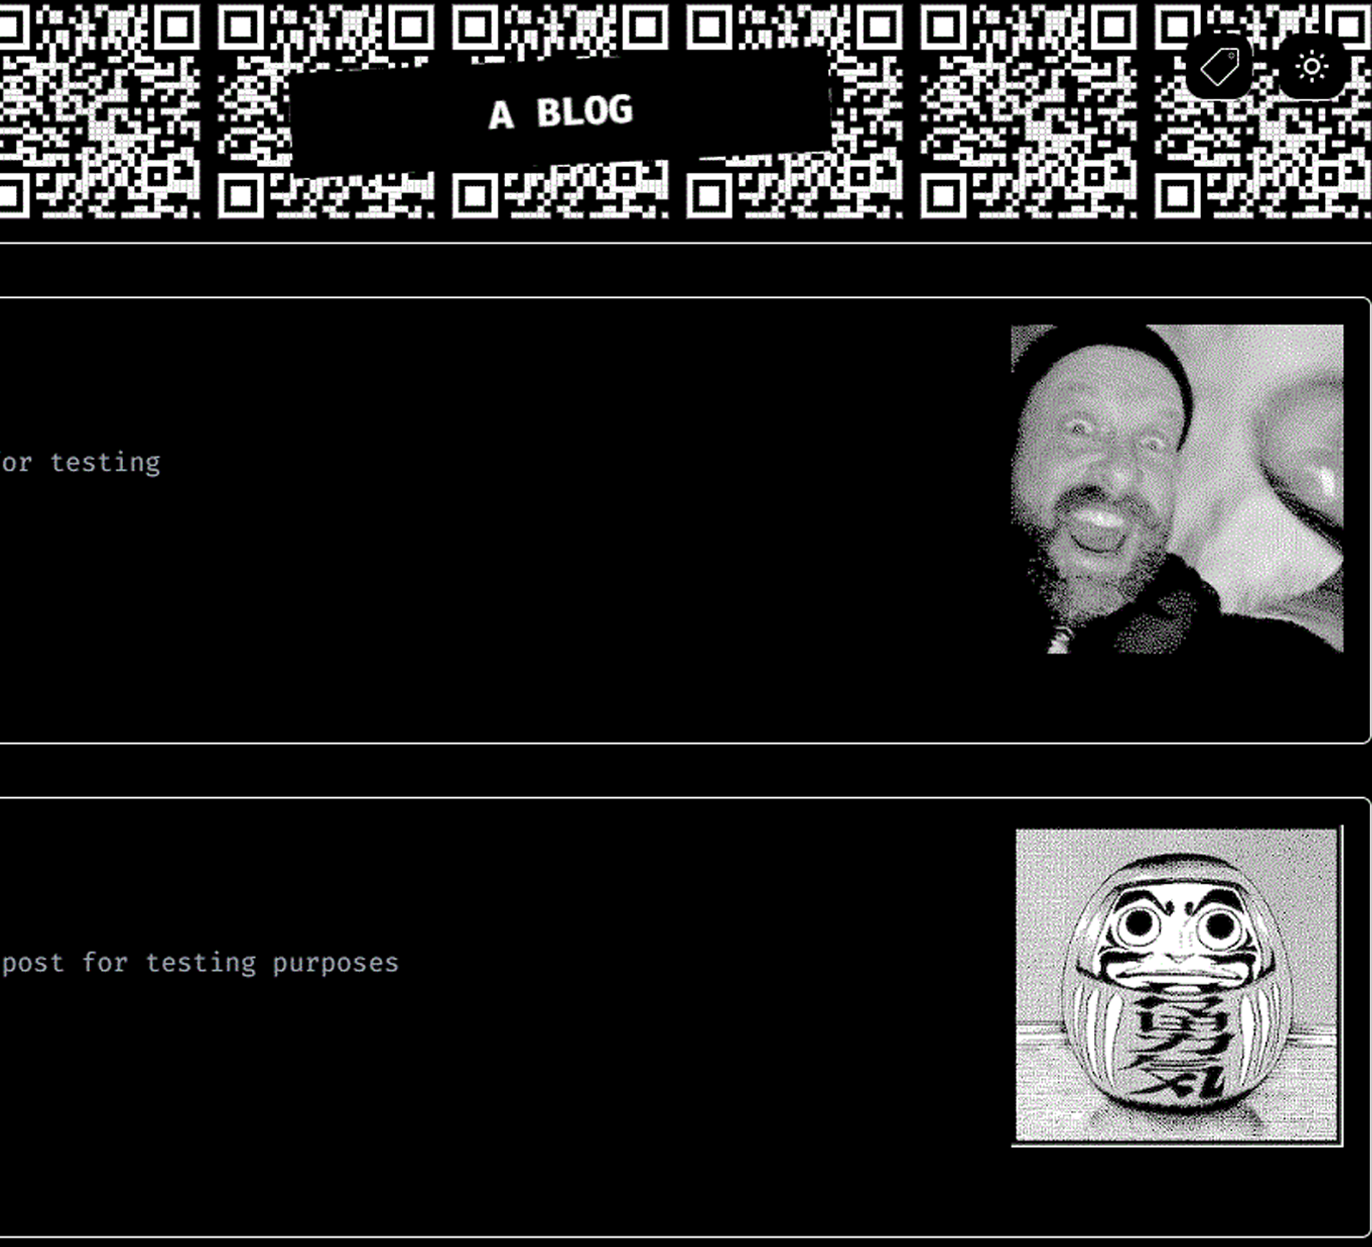 A BLOG
or testing
post for testing purposes
勇
気